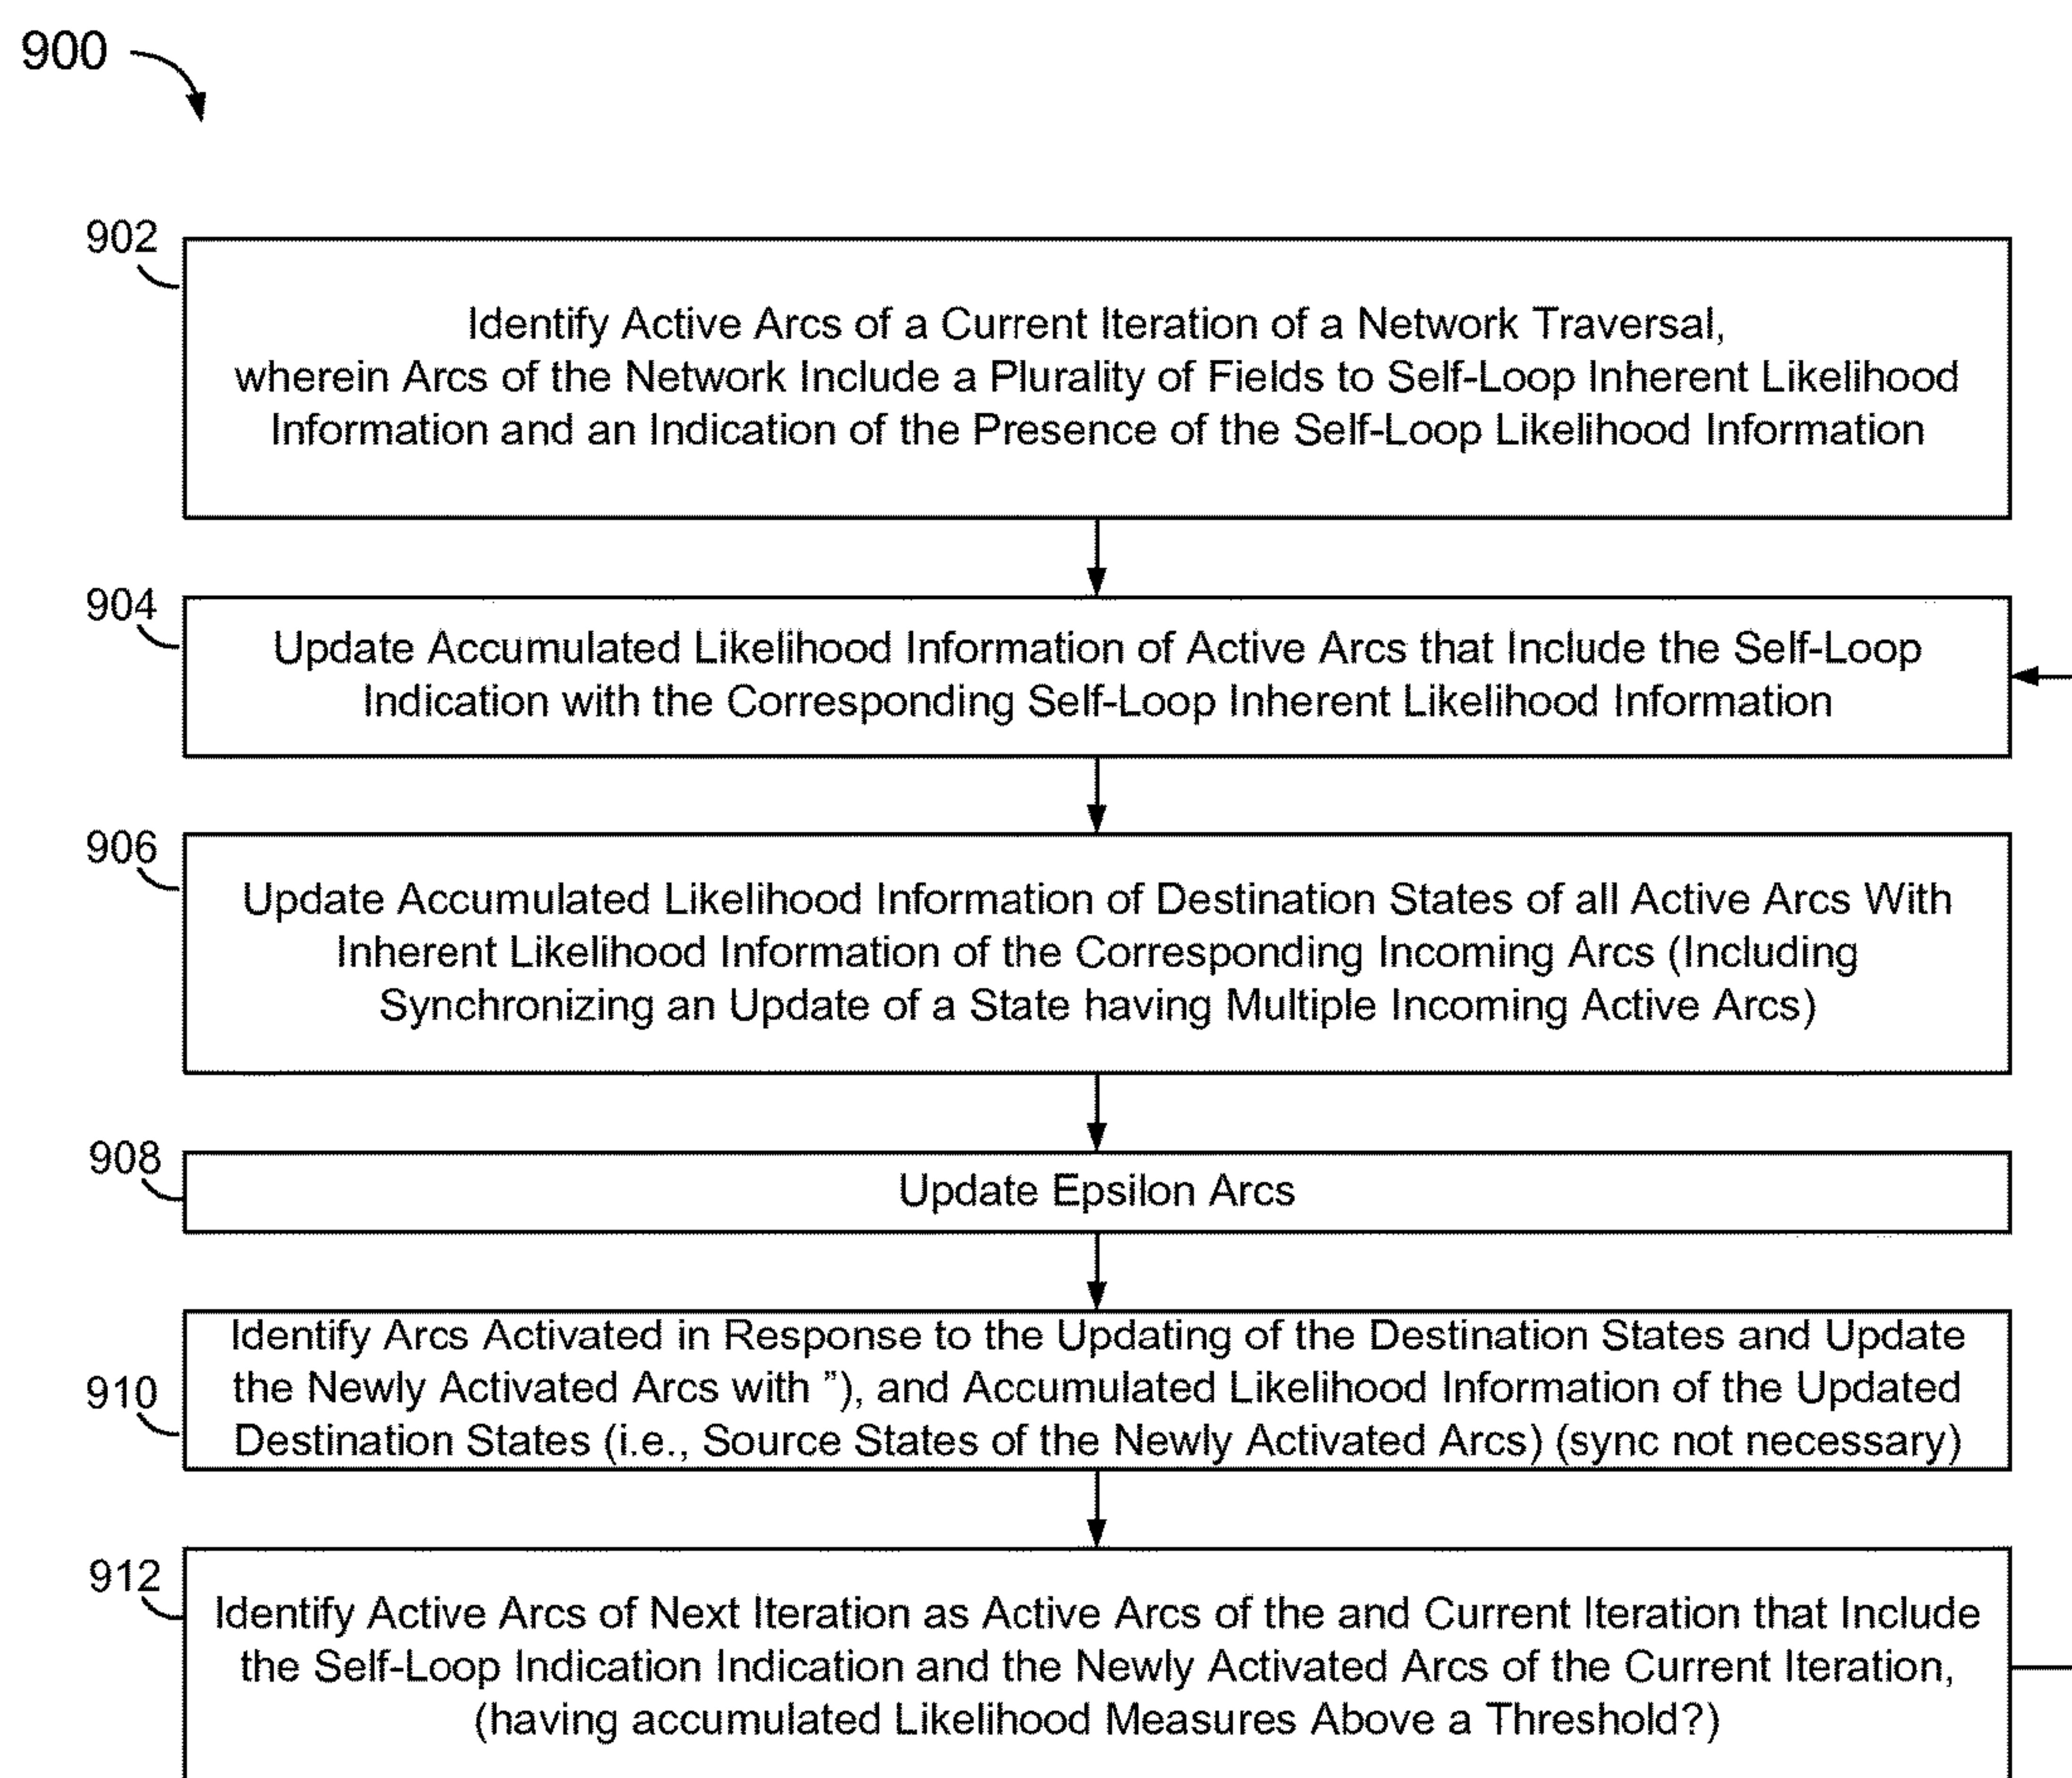 900
902
Identify Active Arcs of a Current Iteration of a Network Traversal,
wherein Arcs of the Network Include a Plurality of Fields to Self-Loop Inherent Likelihood
Information and an Indication of the Presence of the Self-Loop Likelihood Information
904
Update Accumulated Likelihood Information of Active Arcs that Include the Self-Loop
Indication with the Corresponding Self-Loop Inherent Likelihood Information
906
Update Accumulated Likelihood Information of Destination States of all Active Arcs With
Inherent Likelihood Information of the Corresponding Incoming Arcs (Including
Synchronizing an Update of a State having Multiple Incoming Active Arcs)
908
Update Epsilon Arcs
910
Identify Arcs Activated in Response to the Updating of the Destination States and Update
the Newly Activated Arcs with ”), and Accumulated Likelihood Information of the Updated
Destination States (i.e., Source States of the Newly Activated Arcs) (sync not necessary)
912
Identify Active Arcs of Next Iteration as Active Arcs of the and Current Iteration that Include
the Self-Loop Indication Indication and the Newly Activated Arcs of the Current Iteration,
(having accumulated Likelihood Measures Above a Threshold?)